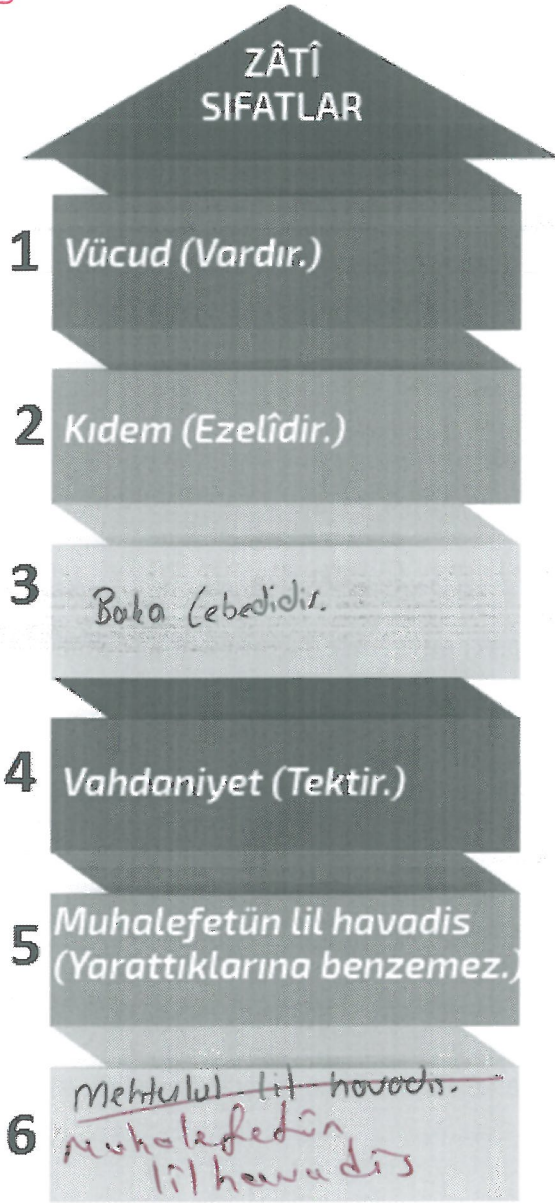 ZÂTÎ
SIFATLAR
1 Vücud (Vardır.)
2 Kıdem (Ezelîdir.)
3 Baka (ebedidir.
4 Vahdaniyet (Tektir.)
5 Muhalefetün lil havadis
(Yarattıklarına benzemez.)
lil havadis.
6 Muhalefetün
lil havadis